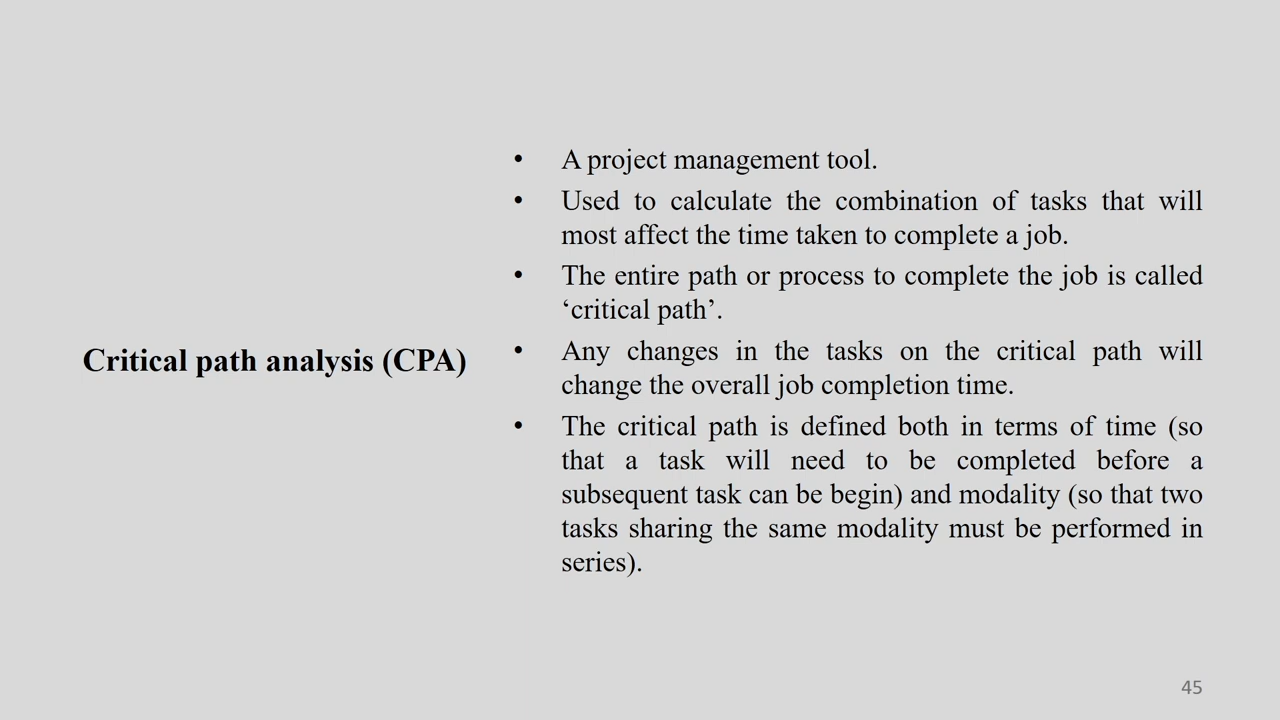 Critical path analysis (CPA)
• A project management tool.
• Used to calculate the combination of tasks that will
most affect the time taken to complete a job.
• The entire path or process to complete the job is called
‘critical path’.
• Any changes in the tasks on the critical path will
change the overall job completion time.
• The critical path is defined both in terms of time (so
that a task will need to be completed before a
subsequent task can be begin) and modality (so that two
tasks sharing the same modality must be performed in
series).
45